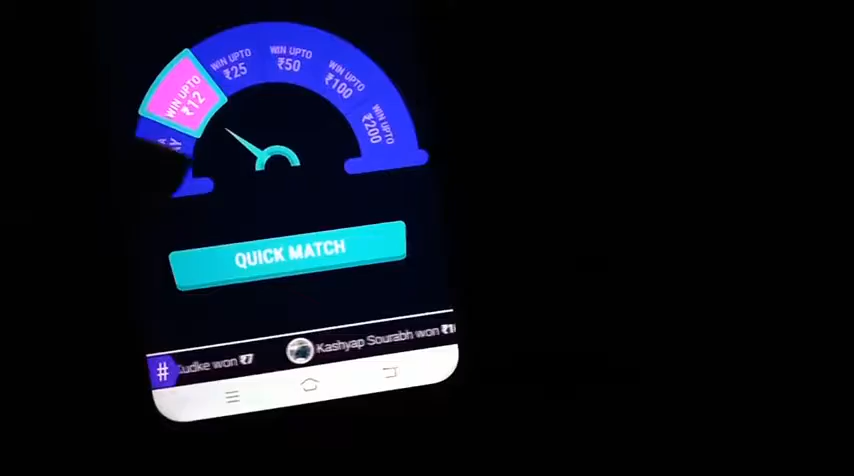 WIN UPTO
₹12
WIN UPTO
₹25
WIN UPTO
₹50
WIN UPTO
₹100
WIN UPTO
₹200
QUICK MATCH
# won ₹7 Kashyap Sourabh won